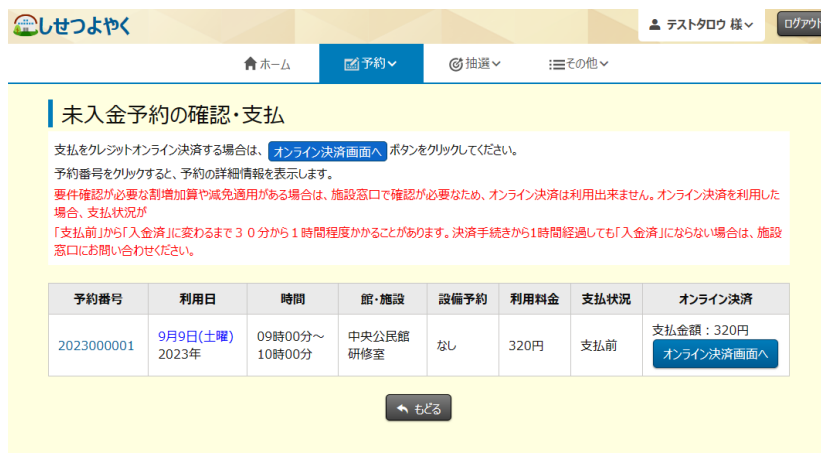 しせつよやく
テストタロウ 様
ログアウト
ホーム
予約
抽選
その他
未入金予約の確認・支払
支払をクレジットオンライン決済する場合は、 オンライン決済画面へ ボタンをクリックしてください。
予約番号をクリックすると、予約の詳細情報を表示します。
要件確認が必要な割増加算や減免適用がある場合は、施設窓口で確認が必要なため、オンライン決済は利用出来ません。オンライン決済を利用した
場合、支払状況が
「支払前」から「入金済」に変わるまで３０分から１時間程度かかることがあります。決済手続きから1時間経過しても「入金済」にならない場合は、施設
窓口にお問い合わせください。
予約番号 利用日 時間 館・施設 設備予約 利用料金 支払状況 オンライン決済
2023000001 9月9日(土曜) 2023年 09時00分～ 10時00分 中央公民館 研修室 なし 320円 支払前 支払金額：320円
オンライン決済画面へ
もどる